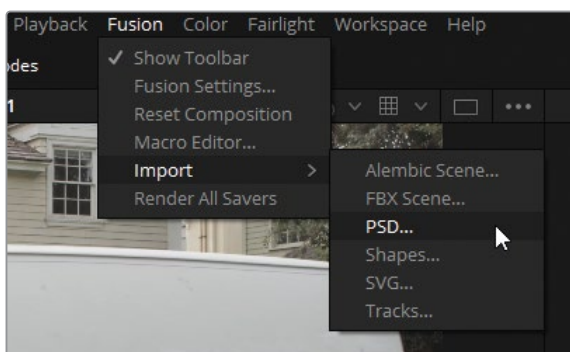 Playback Fusion Color Fairlight Workspace Help
odes
1
Show Toolbar
Fusion Settings...
Reset Composition
Macro Editor...
Import
Render All Savers
Alembic Scene...
FBX Scene...
PSD...
Shapes...
SVG...
Tracks...